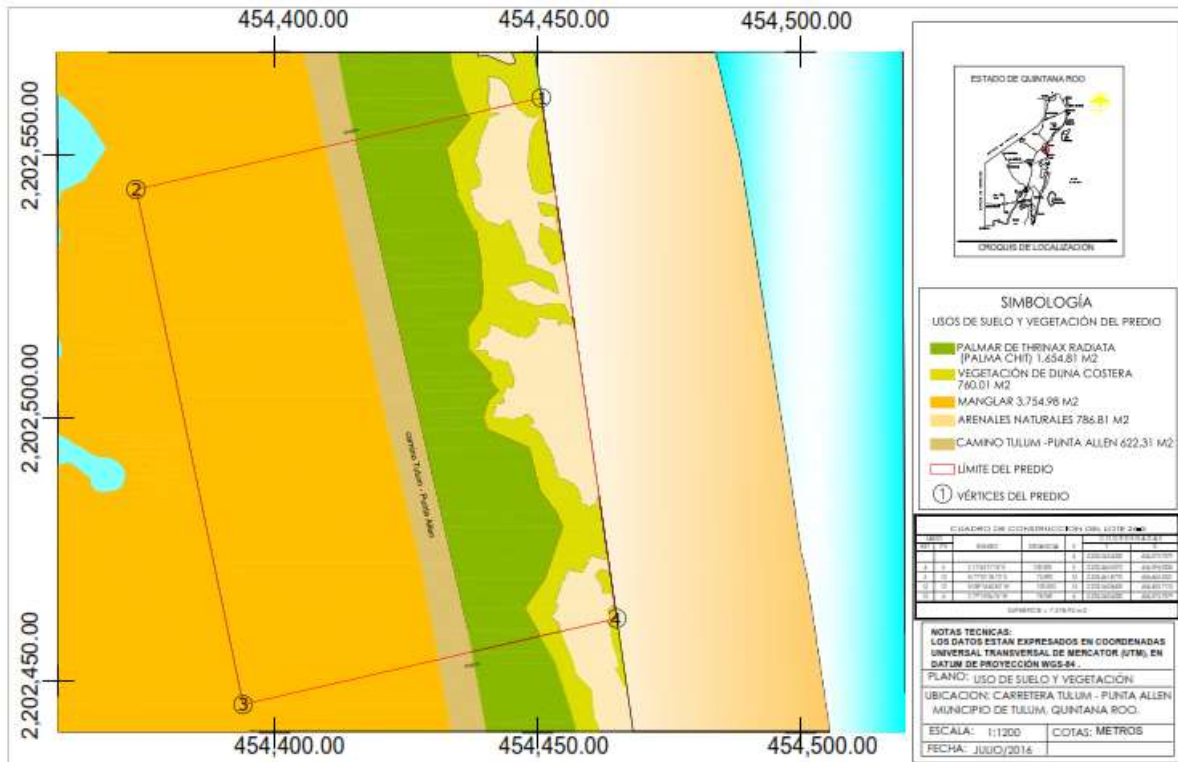 454,400.00
454,450.00
454,500.00
2,202,550.00
2,202,5000.00
2,202,450.00
1
2
3
4
camino Tulum - Punta Allen
454,400.00
454,450.00
454,500.00
ESTADO DE QUINTANA ROO
CROQUIS DE LOCALIZACIÓN
SIMBOLOGÍA
USOS DE SUELO Y VEGETACIÓN DEL PREDIO
PALMAR DE THRINAX RADIATA
(PALMA CHIT) 1,654.81 M2
VEGETACIÓN DE DUNA COSTERA
760.01 M2
MANGLAR 3,754.98 M2
ARENALES NATURALES 786.81 M2
CAMINO TULUM -PUNTA ALLEN 622.31 M2
LÍMITE DEL PREDIO
1 VÉRTICES DEL PREDIO
CUADRO DE CONSTRUCCION DEL LOTE
NOTAS TECNICAS:
LOS DATOS ESTAN EXPRESADOS EN COORDENADAS
UNIVERSAL TRANSVERSAL DE MERCATOR (UTM), EN
DATUM DE PROYECCIÓN WGS-84 .
PLANO: USO DE SUELO Y VEGETACIÓN
UBICACION: CARRETERA TULUM - PUNTA ALLEN
MUNICIPIO DE TULUM, QUINTANA ROO.
ESCALA: 1:1200
COTAS: METROS
FECHA: JULIO/2016